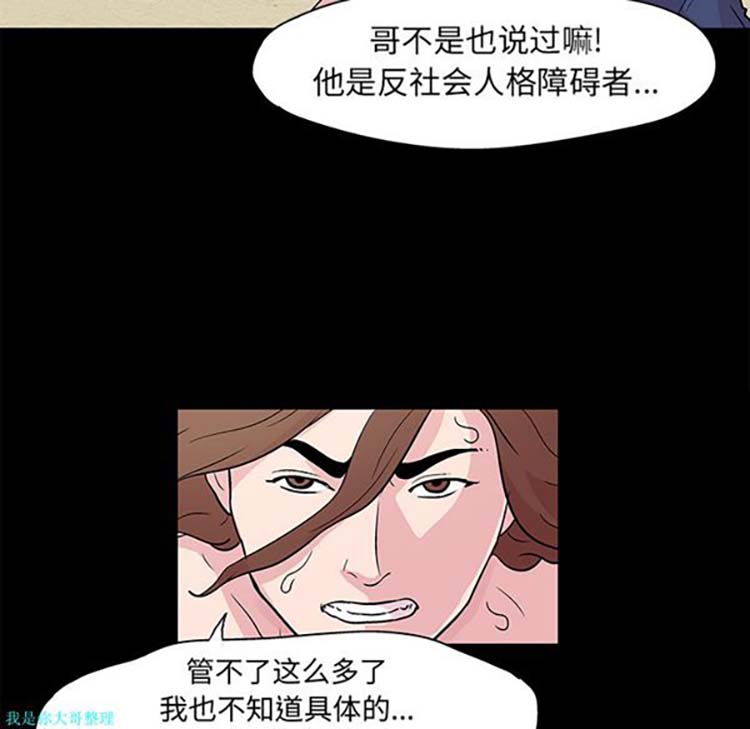 哥不是也说过嘛!
他是反社会人格障碍者...
管不了这么多了
我也不知道具体的...
我是你大哥整理